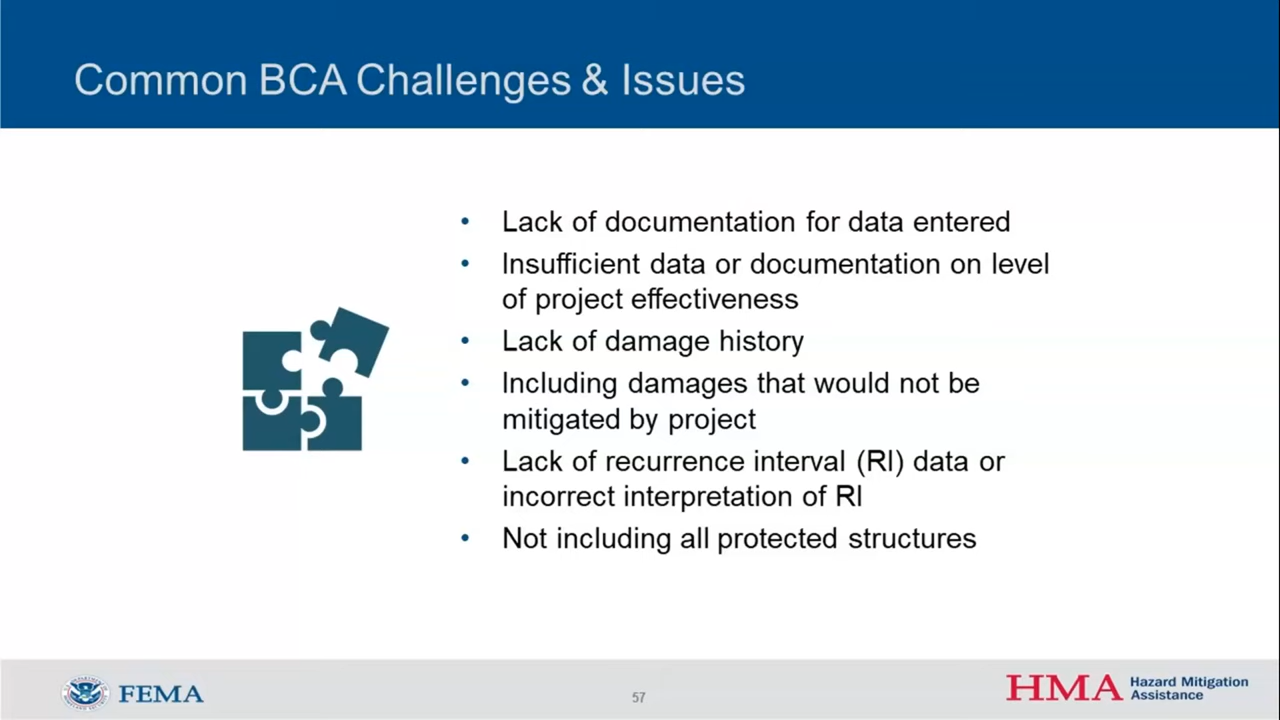 Common BCA Challenges & Issues
• Lack of documentation for data entered
• Insufficient data or documentation on level
of project effectiveness
• Lack of damage history
• Including damages that would not be
mitigated by project
• Lack of recurrence interval (RI) data or
incorrect interpretation of RI
• Not including all protected structures
FEMA
57
HMA Hazard Mitigation
Assistance